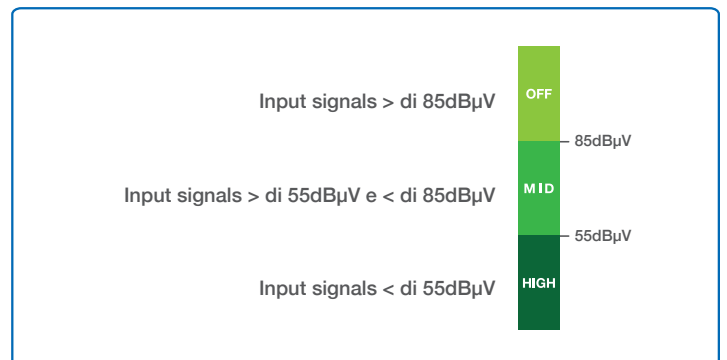 OFF
Input signals > di 85dBµV
85dBµV
MID
Input signals > di 55dBµV e < di 85dBµV
55dBµV
HIGH
Input signals < di 55dBµV